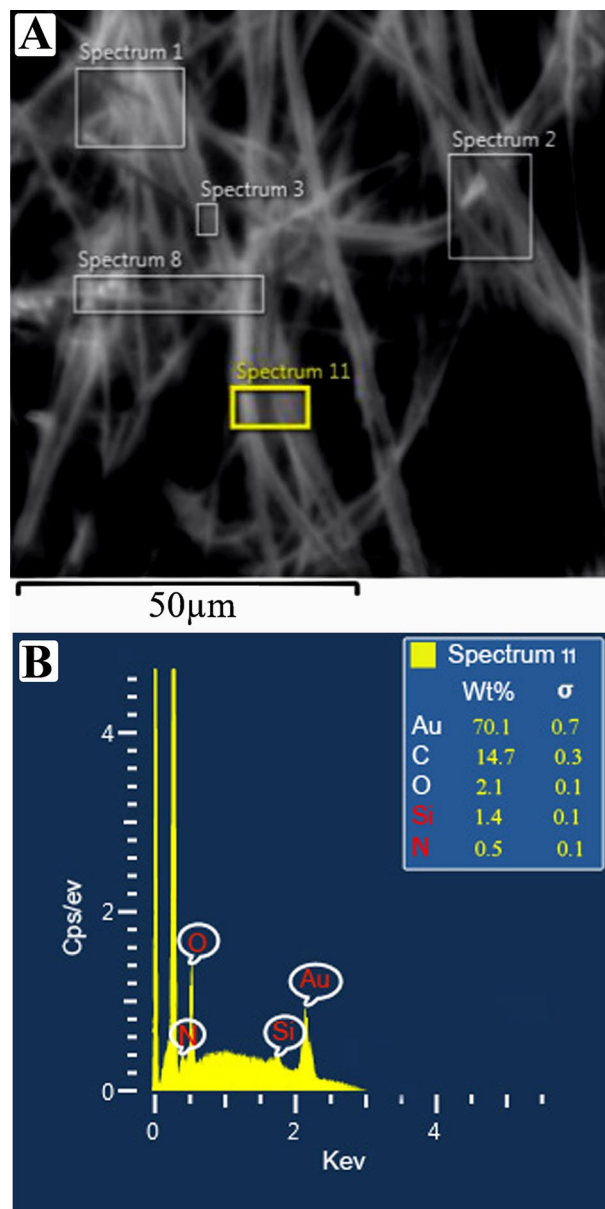 A
Spectrum 1
Spectrum 2
Spectrum 3
Spectrum 8
Spectrum 11
50µm
B
Spectrum 11
Wt% σ
Au 70.1 0.7
C 14.7 0.3
O 2.1 0.1
Si 1.4 0.1
N 0.5 0.1
4
2
0
Cps/ev
O
Au
N
Si
0 2 4
Kev